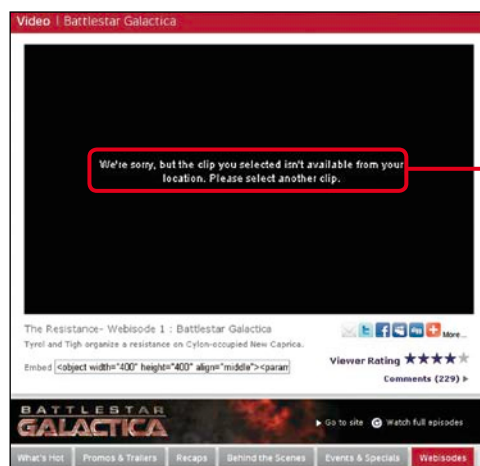 Video | Battlestar Galactica
We're sorry, but the clip you selected isn't available from your
location. Please select another clip.
The Resistance- Webisode 1 : Battlestar Galactica
More...
Tyrol and Tigh organize a resistance on Cylon-occupied New Caprica.
Embed <object width="400" height="400" align="middle"><param
Viewer Rating
Comments (229)
BATTLESTAR
GALACTICA
Go to site
Watch full episodes
What's Hot
Promos & Trailers
Recaps
Behind the Scenes
Events & Specials
Webisodes